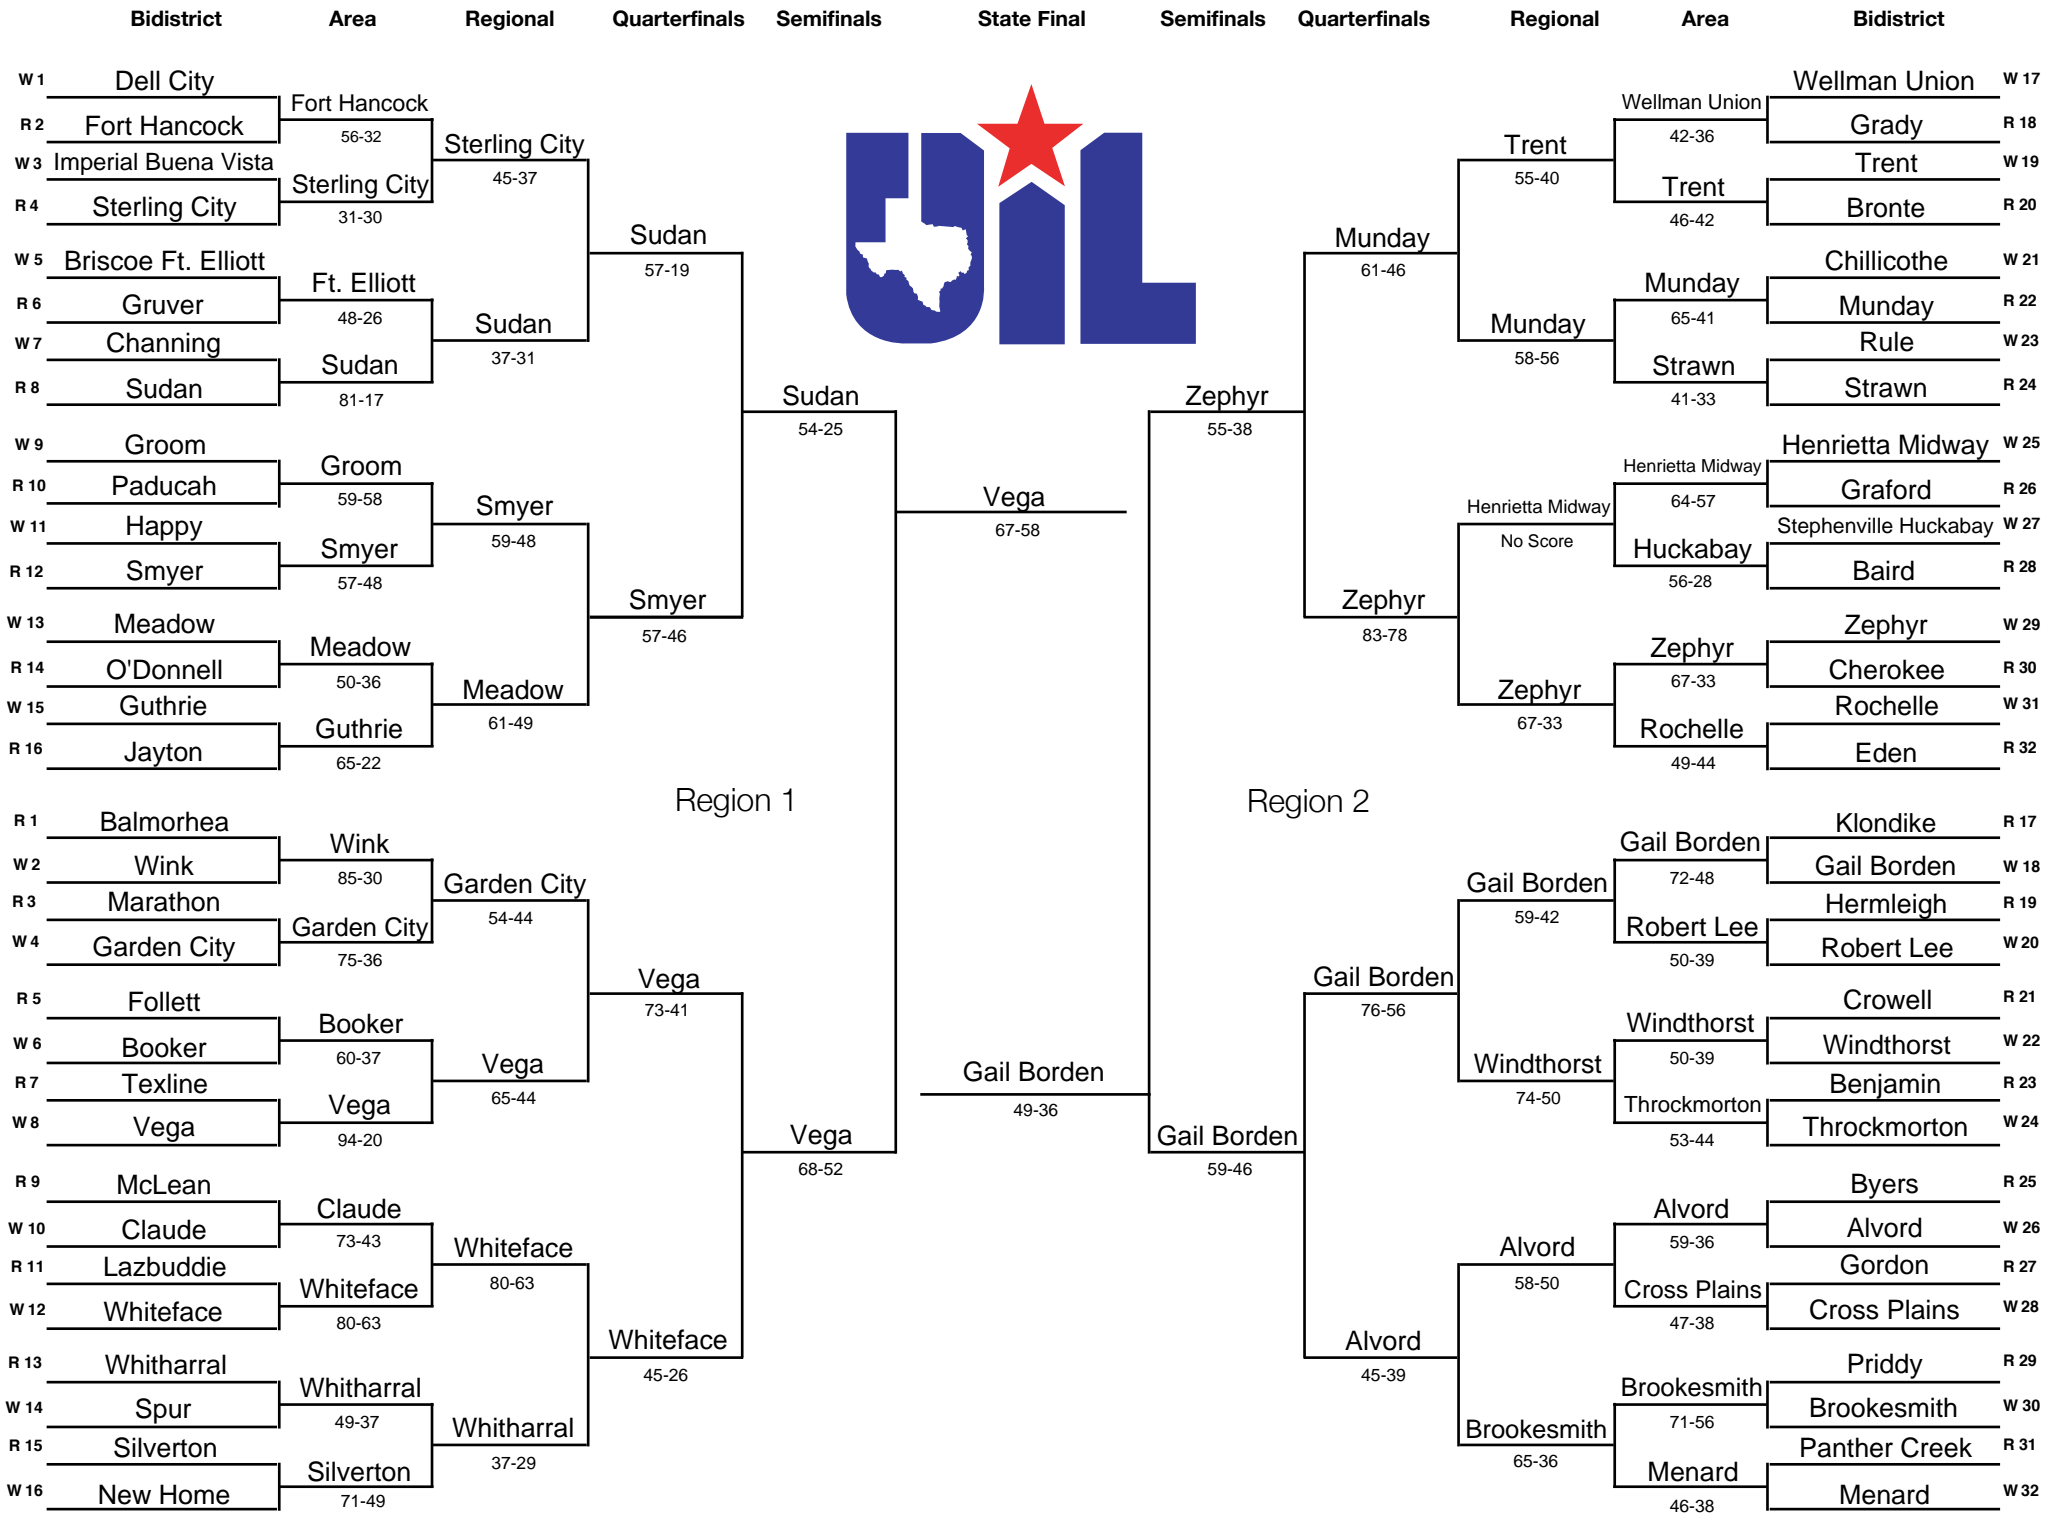 Bidistrict Area Regional Quarterfinals Semifinals State Final Semifinals Quarterfinals Regional Area Bidistrict
W 1 Dell City
Fort Hancock
R 2 Fort Hancock
56-32
Sterling City
45-37
W 3 Imperial Buena Vista
Sterling City
R 4 Sterling City
31-30
Sudan
57-19
W 5 Briscoe Ft. Elliott
Ft. Elliott
R 6 Gruver
48-26
Sudan
37-31
W 7 Channing
Sudan
R 8 Sudan
81-17
Sudan
54-25
W 9 Groom
Groom
R 10 Paducah
59-58
Smyer
59-48
W 11 Happy
Smyer
R 12 Smyer
57-48
Smyer
57-46
W 13 Meadow
Meadow
R 14 O'Donnell
50-36
Meadow
61-49
W 15 Guthrie
Guthrie
R 16 Jayton
65-22
Region 1
R 1 Balmorhea
Wink
W 2 Wink
85-30
Garden City
54-44
R 3 Marathon
Garden City
W 4 Garden City
75-36
Vega
73-41
R 5 Follett
Booker
W 6 Booker
60-37
Vega
65-44
R 7 Texline
Vega
W 8 Vega
94-20
Vega
68-52
R 9 McLean
Claude
W 10 Claude
73-43
Whiteface
80-63
R 11 Lazbuddie
Whiteface
W 12 Whiteface
80-63
Whiteface
45-26
R 13 Whitharral
Whitharral
W 14 Spur
49-37
Whitharral
37-29
R 15 Silverton
Silverton
W 16 New Home
71-49
UIL
Vega
67-58
Gail Borden
49-36
Wellman Union W 17
Wellman Union
42-36
Grady R 18
Trent
55-40
Trent W 19
Trent
46-42
Bronte R 20
Munday
61-46
Chillicothe W 21
Munday
65-41
Munday R 22
Munday
58-56
Rule W 23
Strawn
41-33
Strawn R 24
Zephyr
55-38
Henrietta Midway W 25
Henrietta Midway
64-57
Graford R 26
Henrietta Midway
No Score
Stephenville Huckabay W 27
Huckabay
56-28
Baird R 28
Zephyr
83-78
Zephyr W 29
Zephyr
67-33
Cherokee R 30
Zephyr
67-33
Rochelle W 31
Rochelle
49-44
Eden R 32
Region 2
Klondike R 17
Gail Borden
72-48
Gail Borden W 18
Gail Borden
59-42
Hermleigh R 19
Robert Lee
50-39
Robert Lee W 20
Gail Borden
76-56
Crowell R 21
Windthorst
50-39
Windthorst W 22
Windthorst
74-50
Benjamin R 23
Throckmorton
53-44
Throckmorton W 24
Gail Borden
59-46
Byers R 25
Alvord
59-36
Alvord W 26
Alvord
58-50
Gordon R 27
Cross Plains
47-38
Cross Plains W 28
Alvord
45-39
Priddy R 29
Brookesmith
71-56
Brookesmith W 30
Brookesmith
65-36
Panther Creek R 31
Menard
46-38
Menard W 32